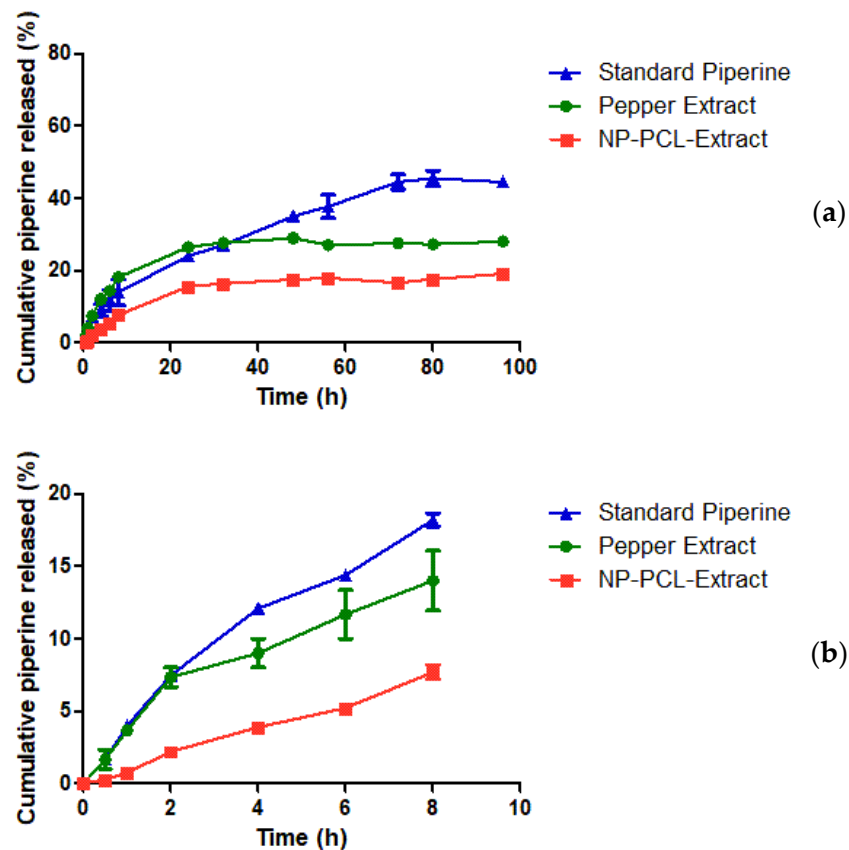 Cumulative piperine released (%)
80
60
40
20
0
0 20 40 60 80 100
Time (h)
Standard Piperine
Pepper Extract
NP-PCL-Extract
(a)
Cumulative piperine released (%)
20
15
10
5
0
0 2 4 6 8 10
Time (h)
Standard Piperine
Pepper Extract
NP-PCL-Extract
(b)